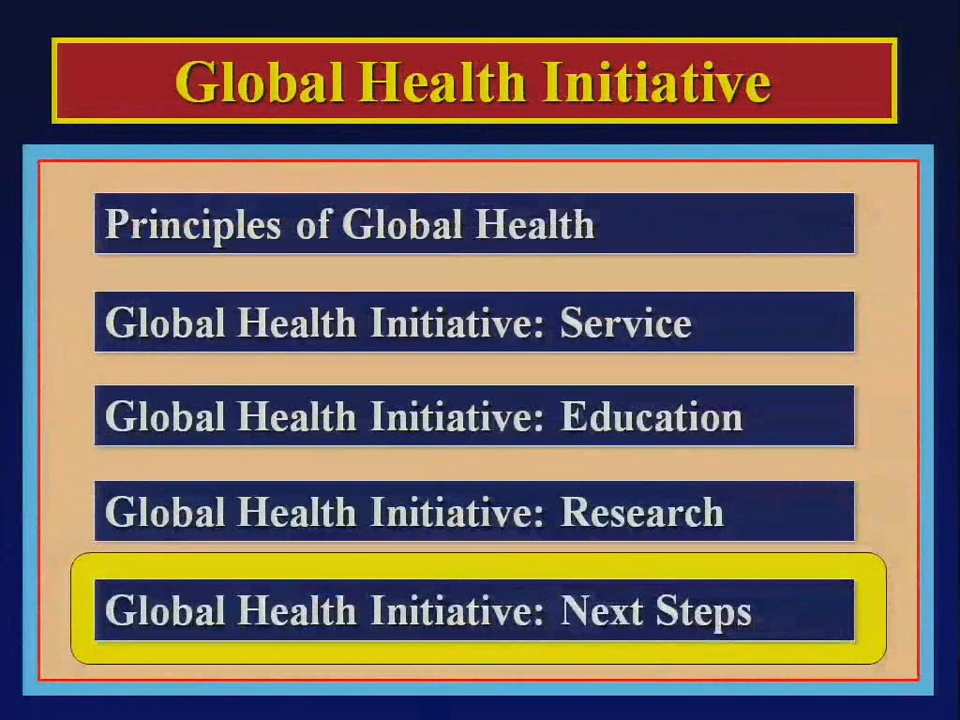 Global Health Initiative
Principles of Global Health
Global Health Initiative: Service
Global Health Initiative: Education
Global Health Initiative: Research
Global Health Initiative: Next Steps